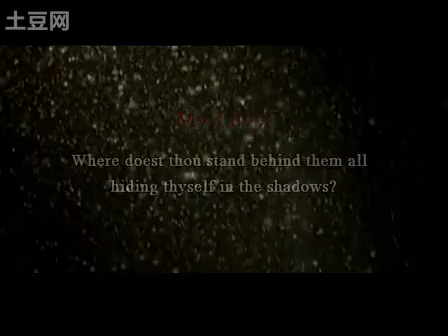 土豆网
Where doest thou stand behind them all
hiding thyself in the shadows?